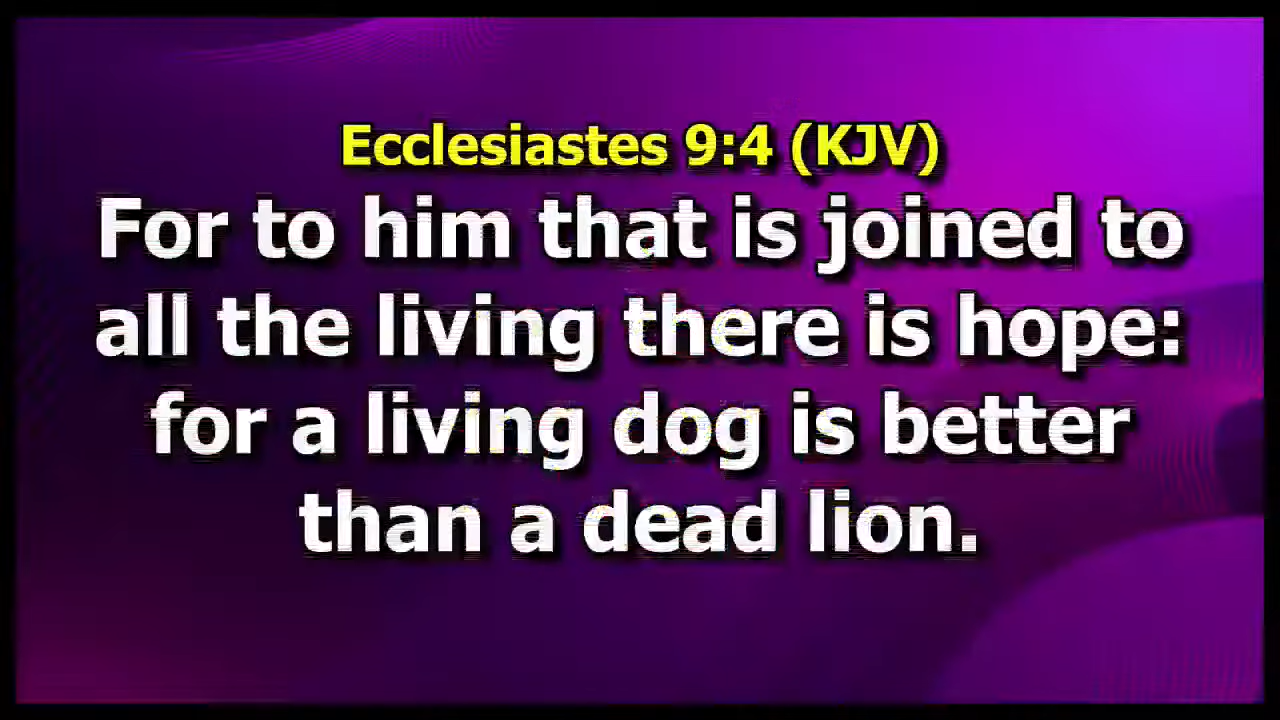 Ecclesiastes 9:4 (KJV)
For to him that is joined to
all the living there is hope:
for a living dog is better
than a dead lion.